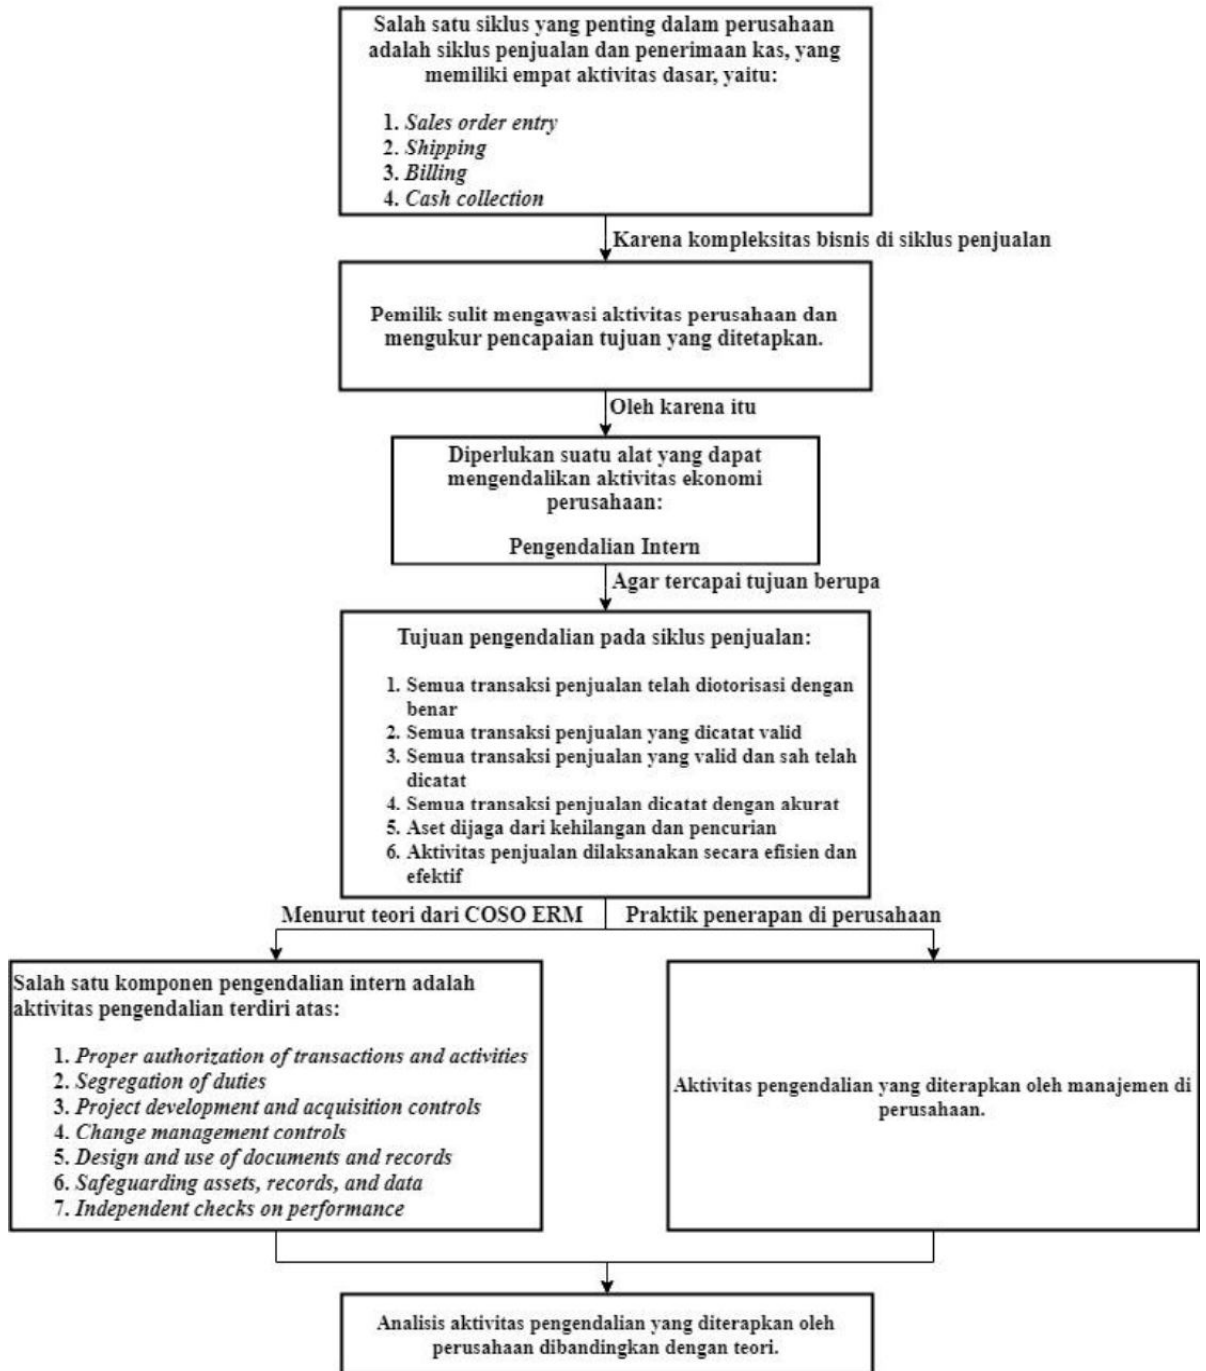 Salah satu siklus yang penting dalam perusahaan
adalah siklus penjualan dan penerimaan kas, yang
memiliki empat aktivitas dasar, yaitu:
1. Sales order entry
2. Shipping
3. Billing
4. Cash collection
Karena kompleksitas bisnis di siklus penjualan
Pemilik sulit mengawasi aktivitas perusahaan dan
mengukur pencapaian tujuan yang ditetapkan.
Oleh karena itu
Diperlukan suatu alat yang dapat
mengendalikan aktivitas ekonomi
perusahaan:
Pengendalian Intern
Agar tercapai tujuan berupa
Tujuan pengendalian pada siklus penjualan:
1. Semua transaksi penjualan telah diotorisasi dengan
benar
2. Semua transaksi penjualan yang dicatat valid
3. Semua transaksi penjualan yang valid dan sah telah
dicatat
4. Semua transaksi penjualan dicatat dengan akurat
5. Aset dijaga dari kehilangan dan pencurian
6. Aktivitas penjualan dilaksanakan secara efisien dan
efektif
Menurut teori dari COSO ERM
Praktik penerapan di perusahaan
Salah satu komponen pengendalian intern adalah
aktivitas pengendalian terdiri atas:
1. Proper authorization of transactions and activities
2. Segregation of duties
3. Project development and acquisition controls
4. Change management controls
5. Design and use of documents and records
6. Safeguarding assets, records, and data
7. Independent checks on performance
Aktivitas pengendalian yang diterapkan oleh manajemen di
perusahaan.
Analisis aktivitas pengendalian yang diterapkan oleh
perusahaan dibandingkan dengan teori.